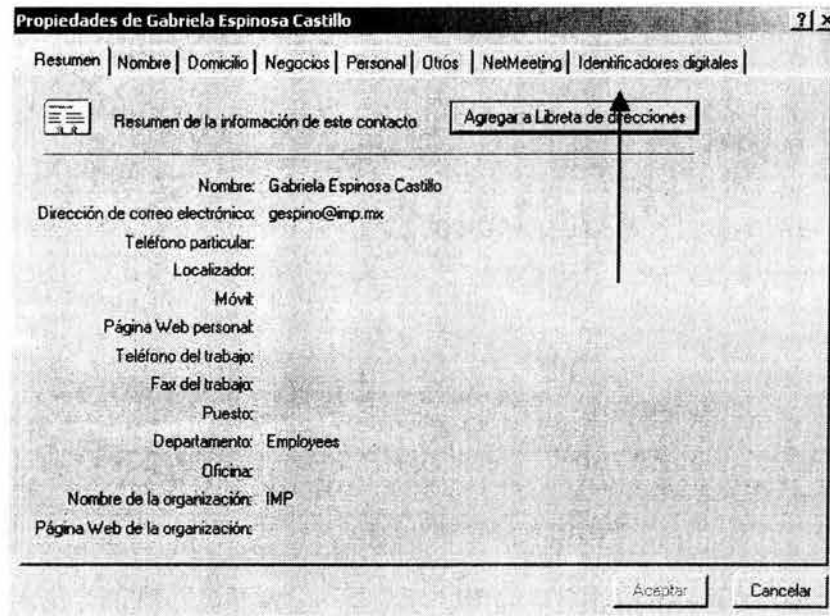 Propiedades de Gabriela Espinosa Castillo ? x
Resumen Nombre Domicilio Negocios Personal Otros NetMeeting Identificadores digitales
Resumen de la información de este contacto Agregar a Libreta de direcciones
Nombre: Gabriela Espinosa Castillo
Dirección de correo electrónico: gespino@imp.mx
Teléfono particular:
Localizador:
Móvil:
Página Web personal:
Teléfono del trabajo:
Fax del trabajo:
Puesto:
Departamento: Employees
Oficina:
Nombre de la organización: IMP
Página Web de la organización:
Aceptar Cancelar